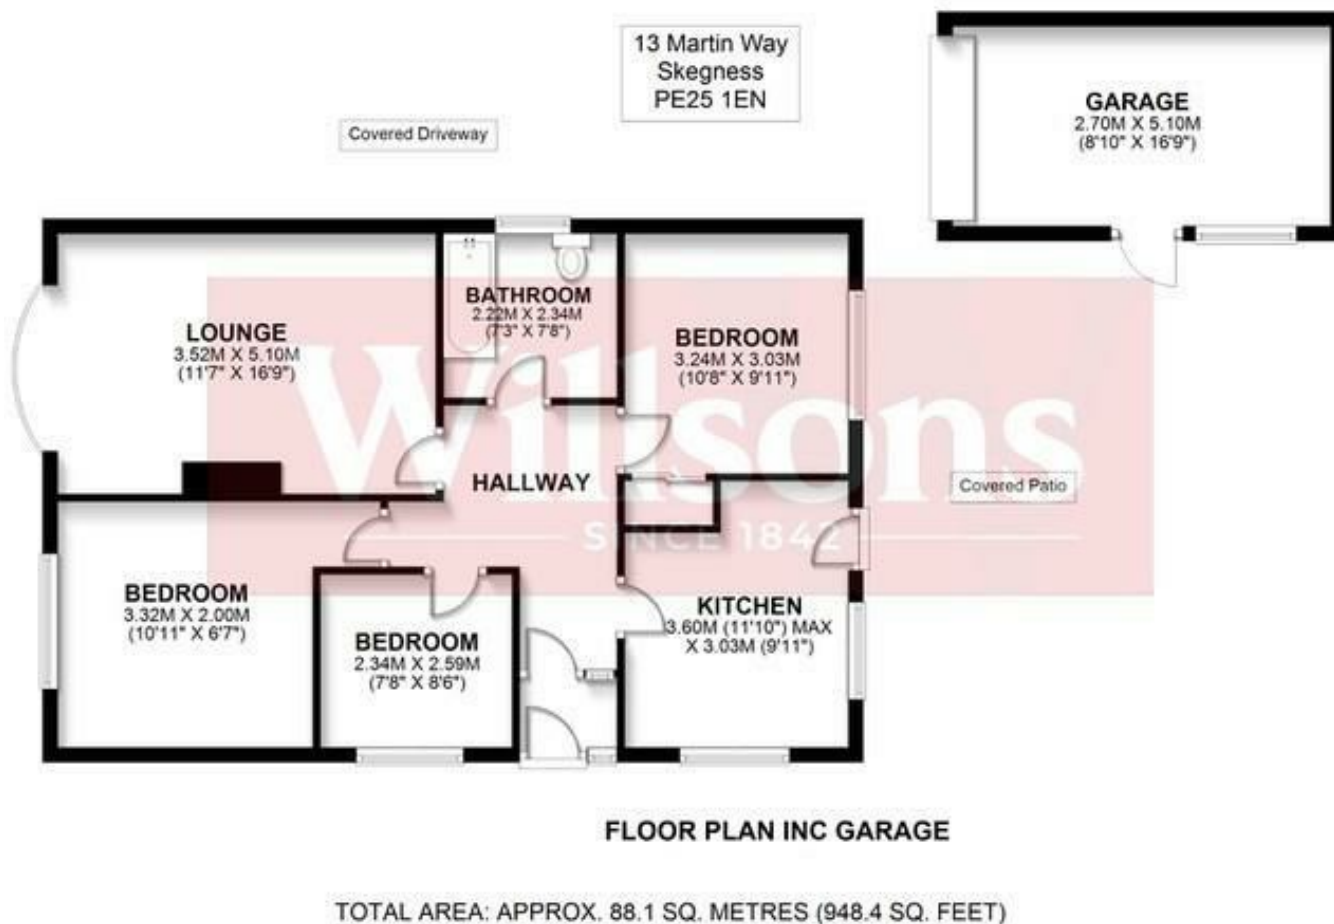 13 Martin Way
Skegness
PE25 1EN
Covered Driveway
GARAGE
2.70M X 5.10M
(8'10" X 16'9")
LOUNGE
3.52M X 5.10M
(11'7" X 16'9")
BATHROOM
2.22M X 2.34M
(7'3" X 7'8")
BEDROOM
3.24M X 3.03M
(10'8" X 9'11")
Willsons
SINCE 1842
HALLWAY
Covered Patio
BEDROOM
3.32M X 2.00M
(10'11" X 6'7")
BEDROOM
2.34M X 2.59M
(7'8" X 8'6")
KITCHEN
3.60M (11'10") MAX
X 3.03M (9'11")
FLOOR PLAN INC GARAGE
TOTAL AREA: APPROX. 88.1 SQ. METRES (948.4 SQ. FEET)